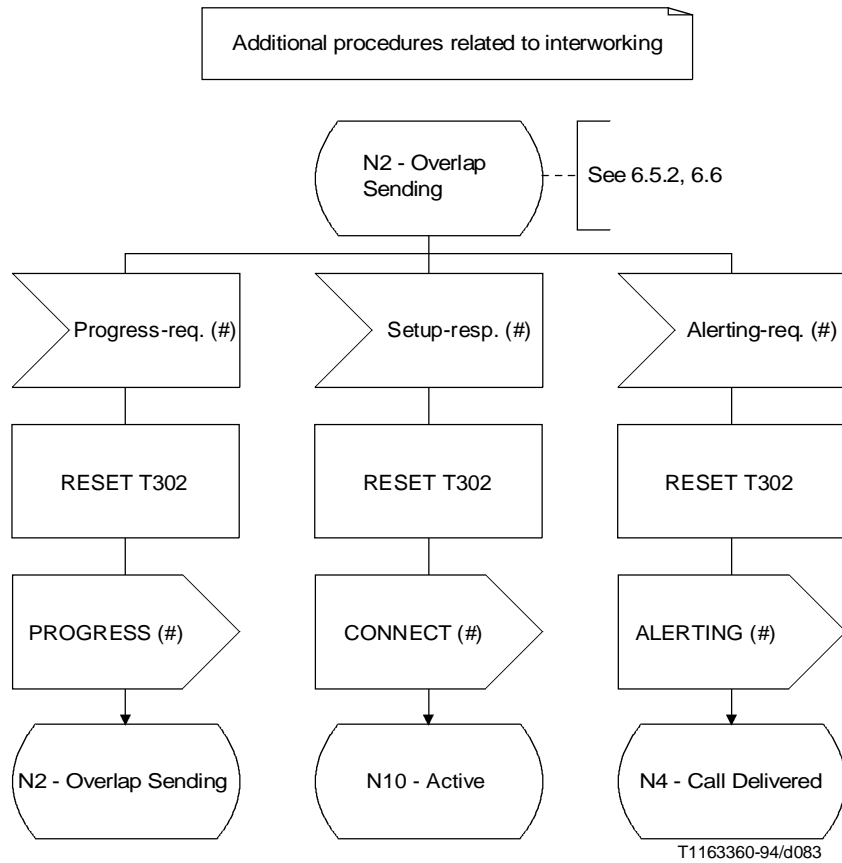 Additional procedures related to interworking
N2 - Overlap
Sending
See 6.5.2, 6.6
Progress-req. (#)
Setup-resp. (#)
Alerting-req. (#)
RESET T302
RESET T302
RESET T302
PROGRESS (#)
CONNECT (#)
ALERTING (#)
N2 - Overlap Sending
N10 - Active
N4 - Call Delivered
T1163360-94/d083